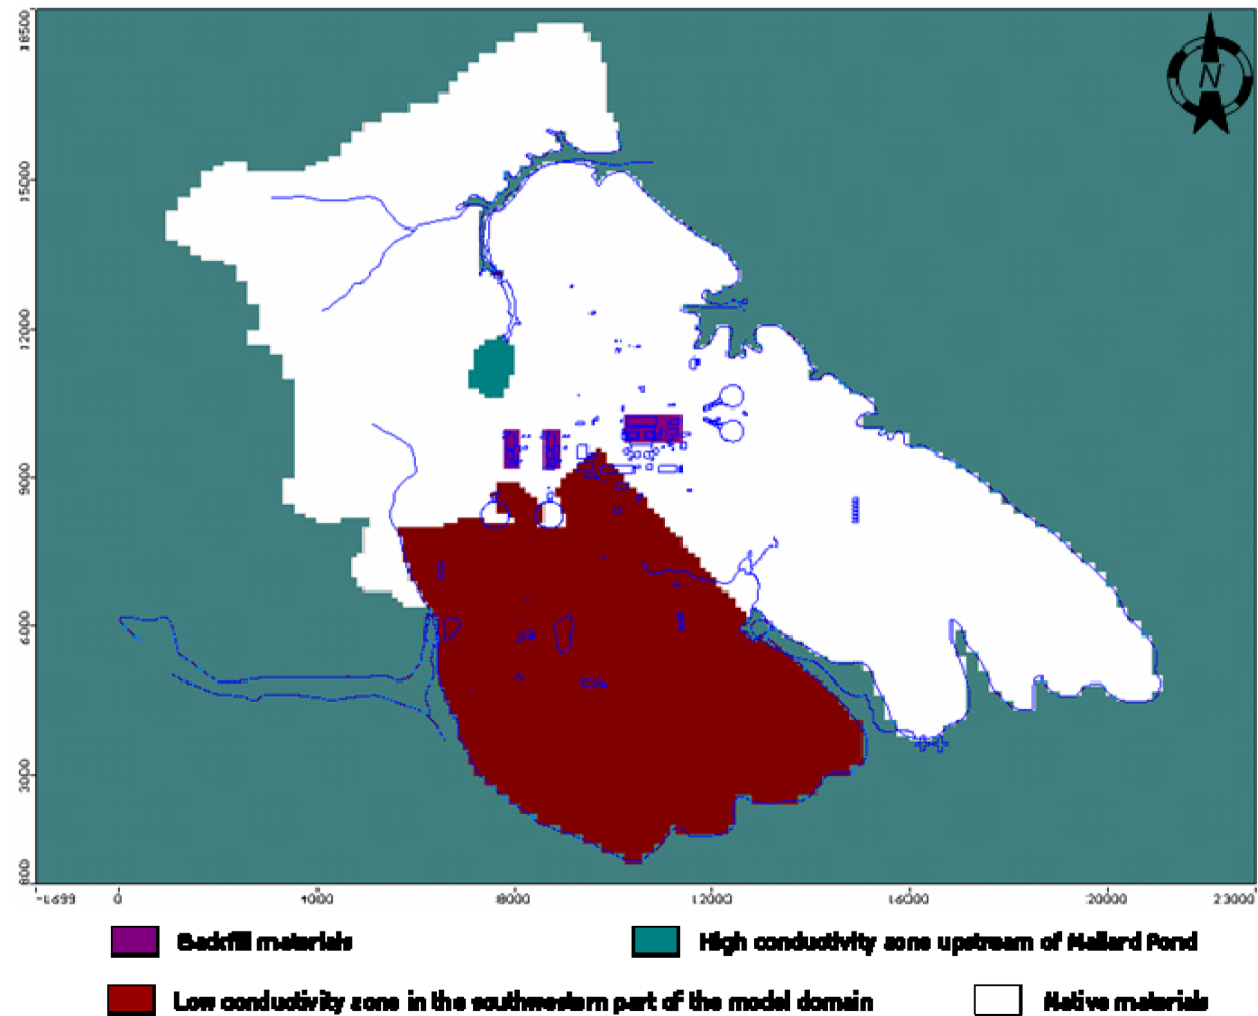 18500
N
15000
12000
9000
6000
3000
800
-1699 0 4000 8000 12000 16000 20000 23000
Backfill materials
High conductivity zone upstream of Mallard Pond
Low conductivity zone in the southwestern part of the model domain
Native materials